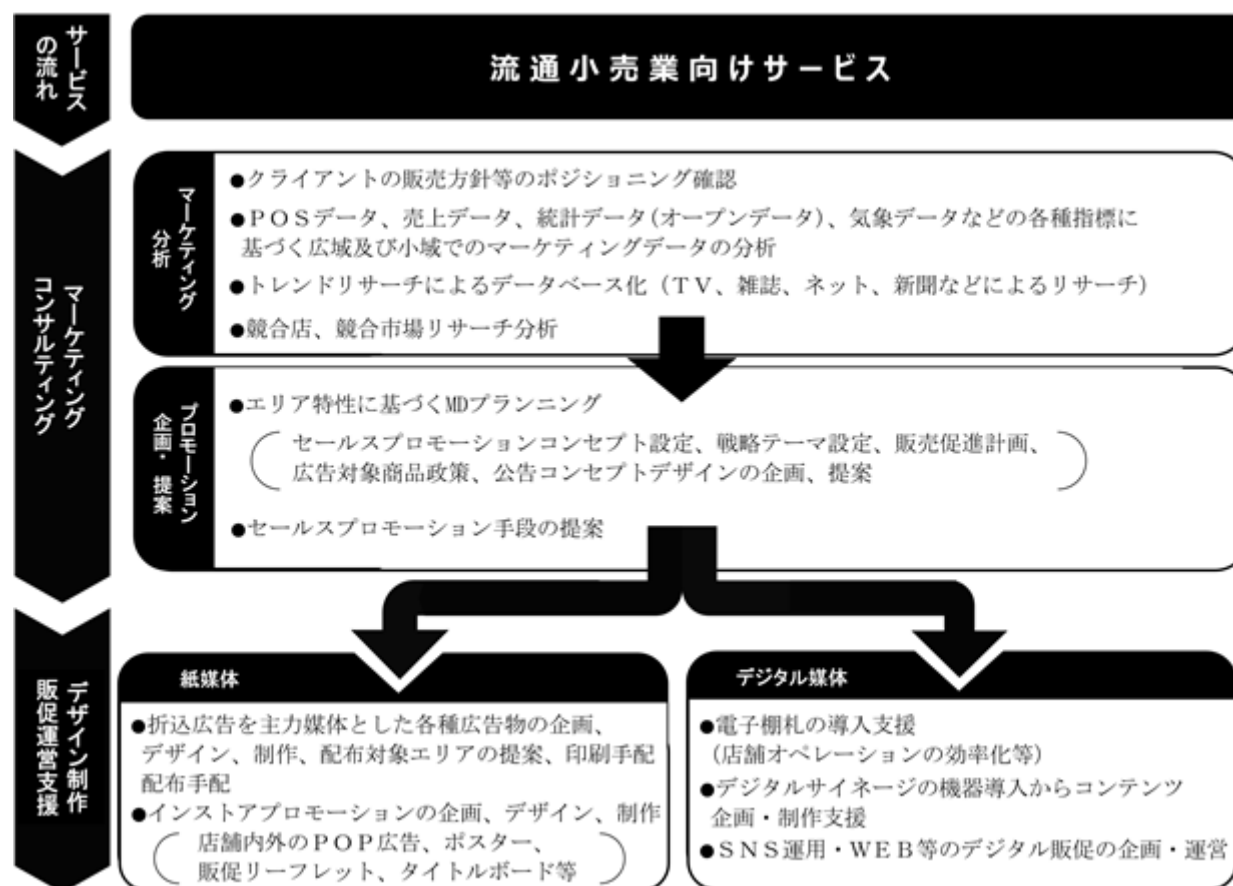 サービス
の流れ
流通小売業向けサービス
マーケティング
コンサルティング
マーケティング
分析
●クライアントの販売方針等のポジショニング確認
●ＰＯＳデータ、売上データ、統計データ(オープンデータ)、気象データなどの各種指標に
基づく広域及び小域でのマーケティングデータの分析
●トレンドリサーチによるデータベース化（ＴＶ、雑誌、ネット、新聞などによるリサーチ）
●競合店、競合市場リサーチ分析
プロモーション
企画・提案
●エリア特性に基づくMDプランニング
（セールスプロモーションコンセプト設定、戦略テーマ設定、販売促進計画、
広告対象商品政策、公告コンセプトデザインの企画、提案）
●セールスプロモーション手段の提案
デザイン制作
販促運営支援
紙媒体
●折込広告を主力媒体とした各種広告物の企画、
デザイン、制作、配布対象エリアの提案、印刷手配
配布手配
●インストアプロモーションの企画、デザイン、制作
（店舗内外のＰＯＰ広告、ポスター、
販促リーフレット、タイトルボード等）
デジタル媒体
●電子棚札の導入支援
(店舗オペレーションの効率化等)
●デジタルサイネージの機器導入からコンテンツ
企画・制作支援
●ＳＮＳ運用・ＷＥＢ等のデジタル販促の企画・運営